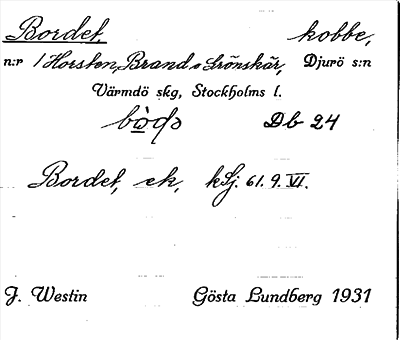 Bordet, kobbe,
n:r 1 Horsten, Brand o Grönskär, Djurö s:n
Värmdö skg, Stockholms l.
Db 24
Bordet, ek, kSj. 61. 9. VI.
J. Westin Gösta Lundberg 1931